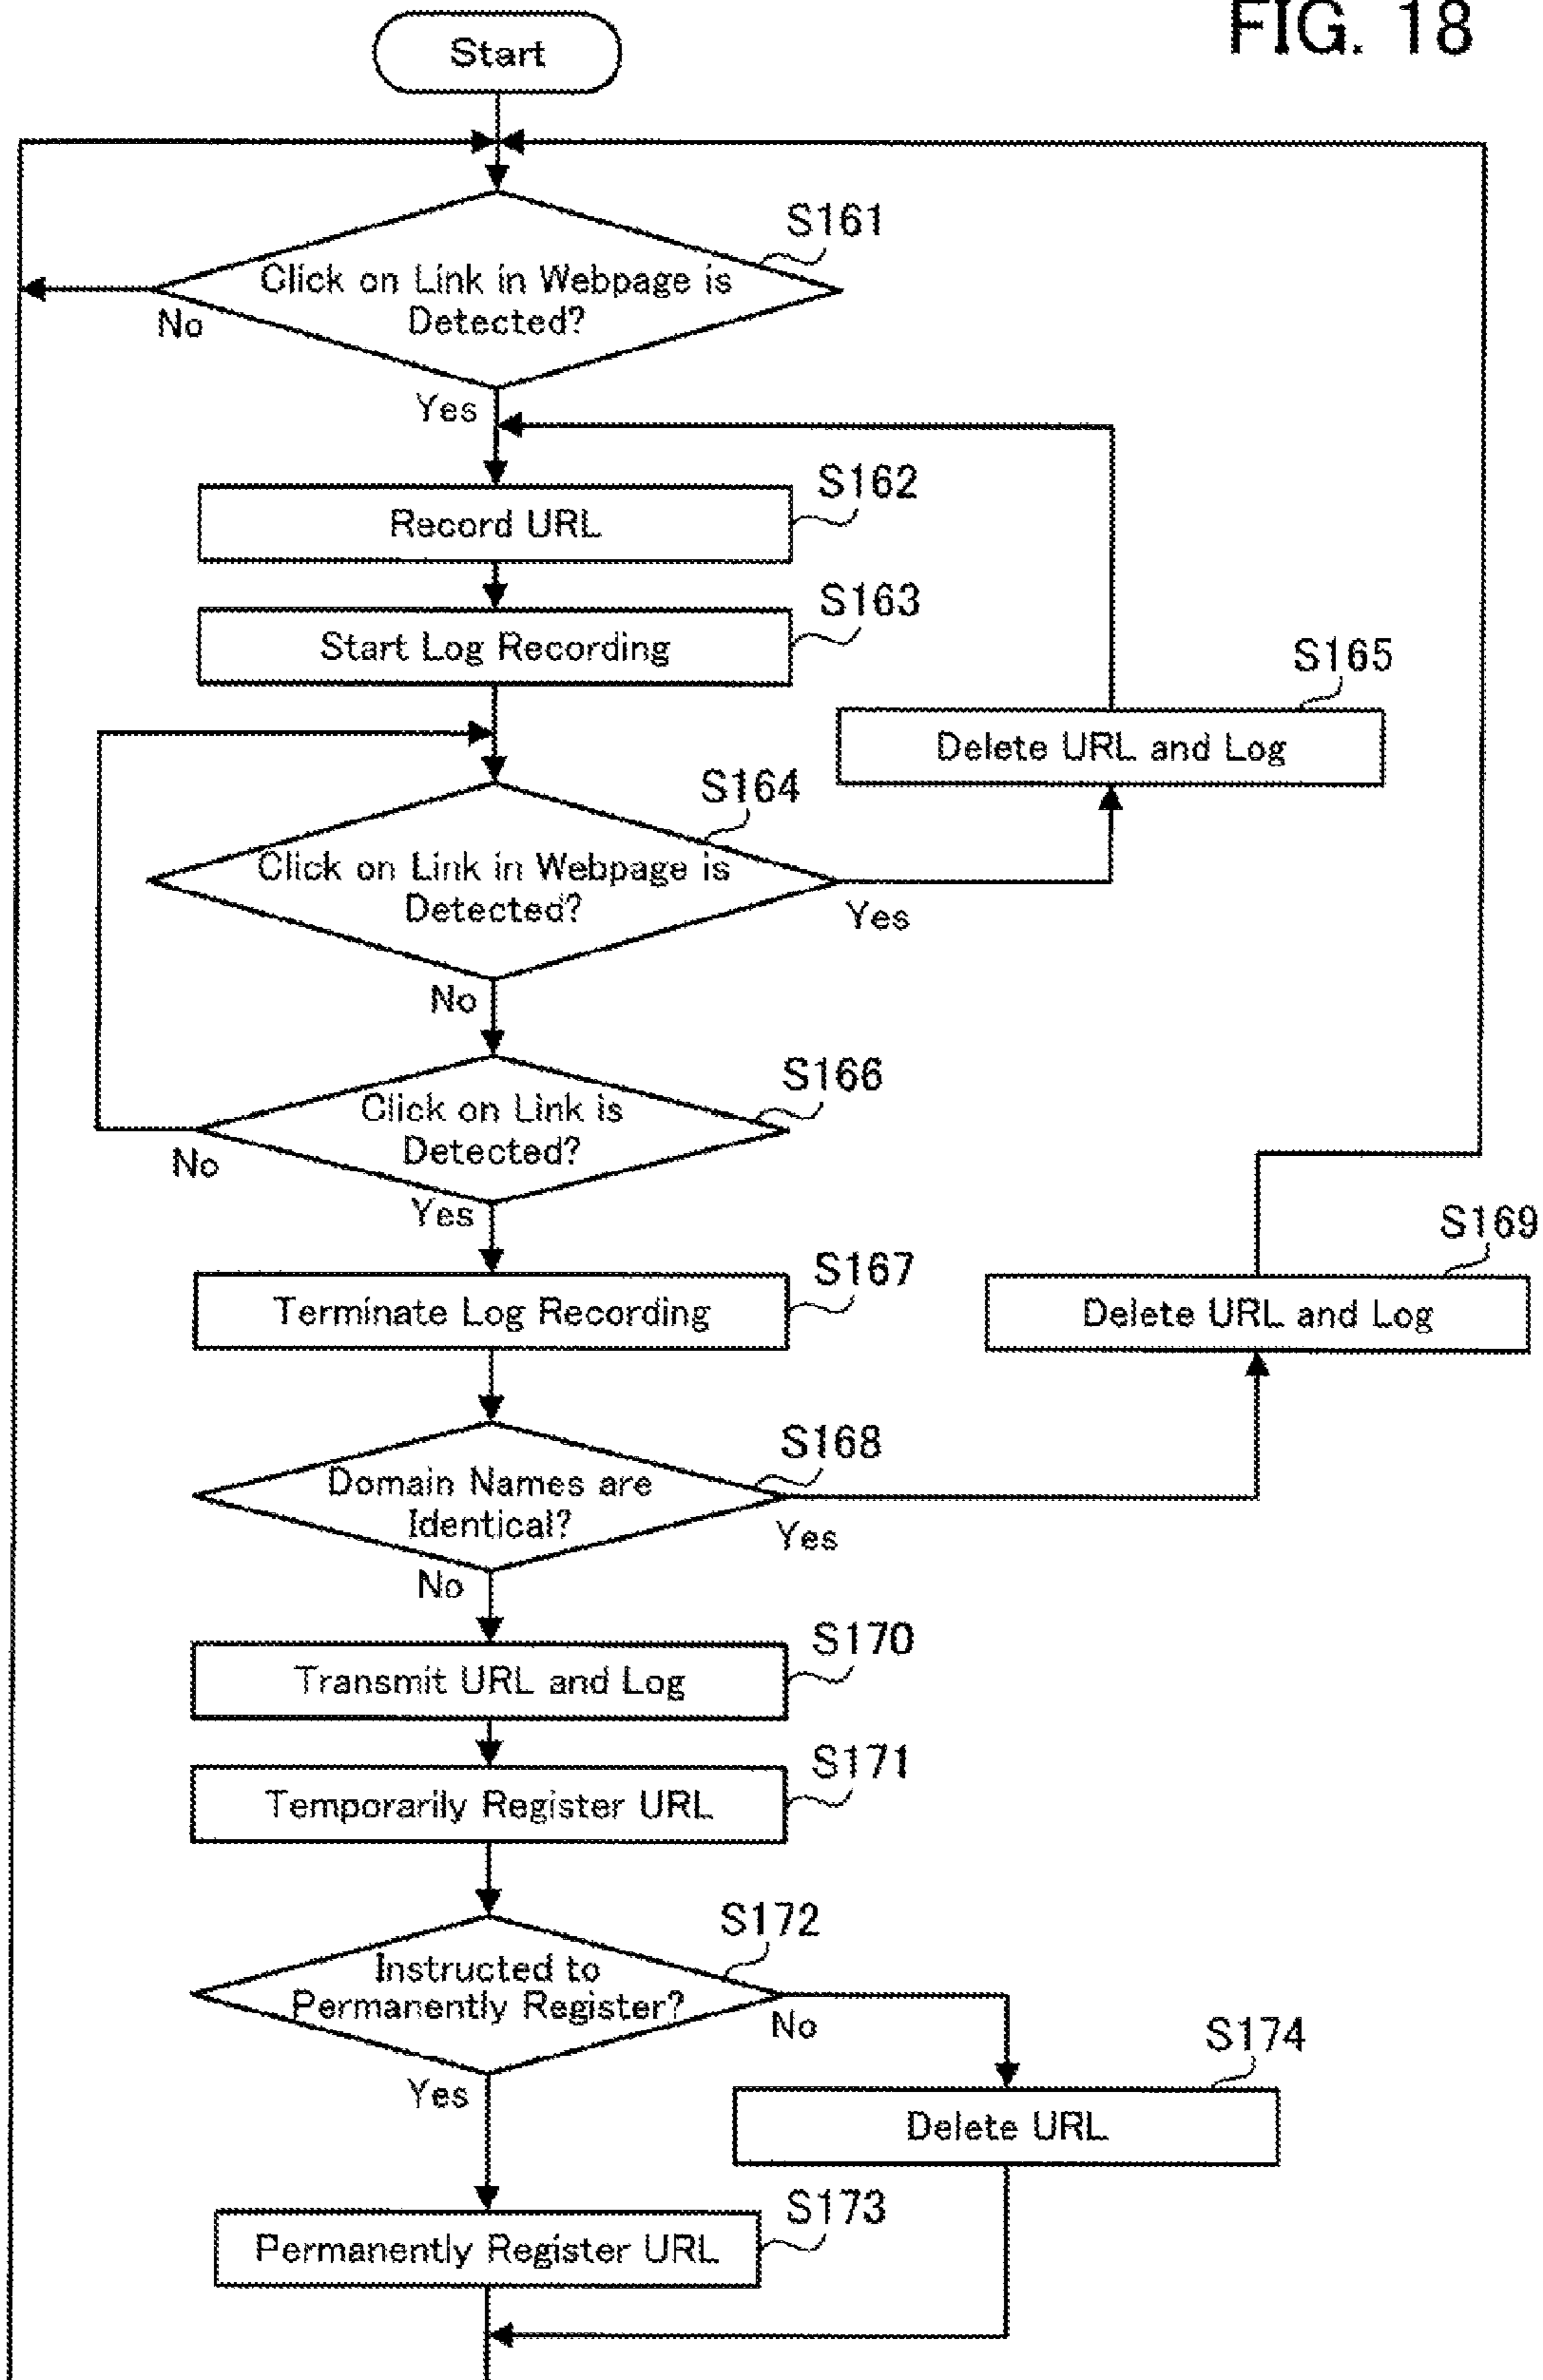 FIG. 18
Start
S161
Click on Link in Webpage is
Detected?
No
Yes
S162
Record URL
S163
Start Log Recording
S165
Delete URL and Log
S164
Click on Link in Webpage is
Detected?
Yes
No
S166
Click on Link is
Detected?
No
Yes
S167
Terminate Log Recording
S169
Delete URL and Log
S168
Domain Names are
Identical?
Yes
No
S170
Transmit URL and Log
S171
Temporarily Register URL
S172
Instructed to
Permanently Register?
No
Yes
S174
Delete URL
S173
Permanently Register URL